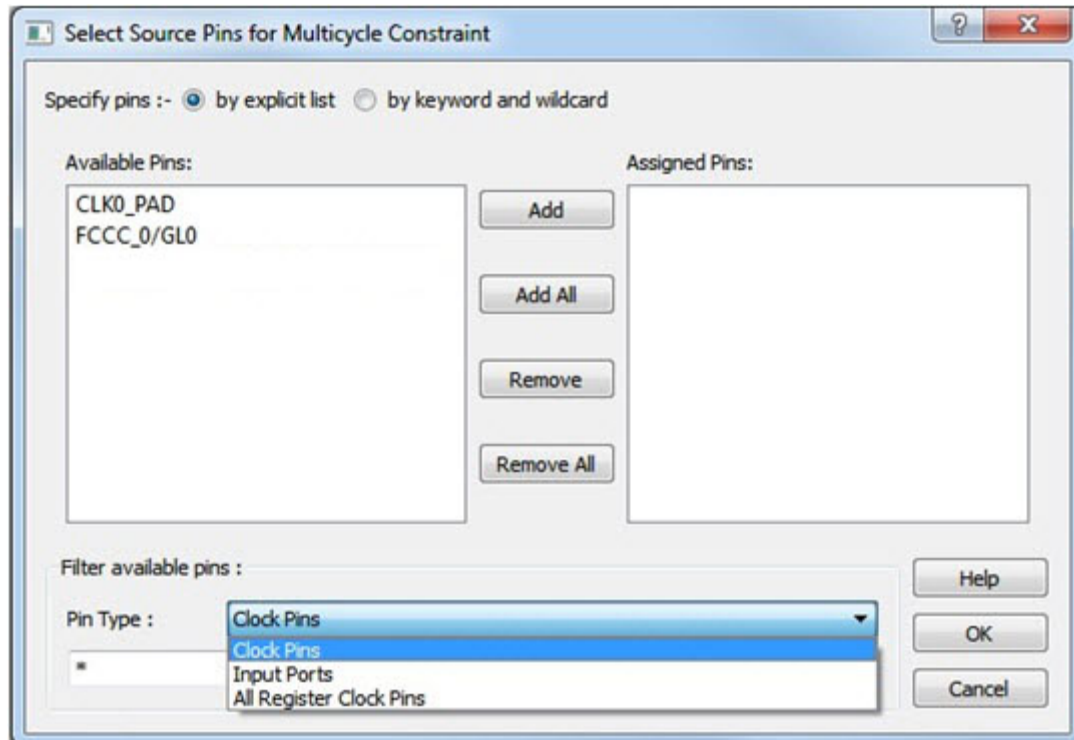 Select Source Pins for Multicycle Constraint
Specify pins :- by explicit list by keyword and wildcard
Available Pins:
Assigned Pins:
CLK0_PAD
FCCC_0/GL0
Add
Add All
Remove
Remove All
Filter available pins :
Pin Type :
Clock Pins
Clock Pins
Input Ports
All Register Clock Pins
*
Help
OK
Cancel